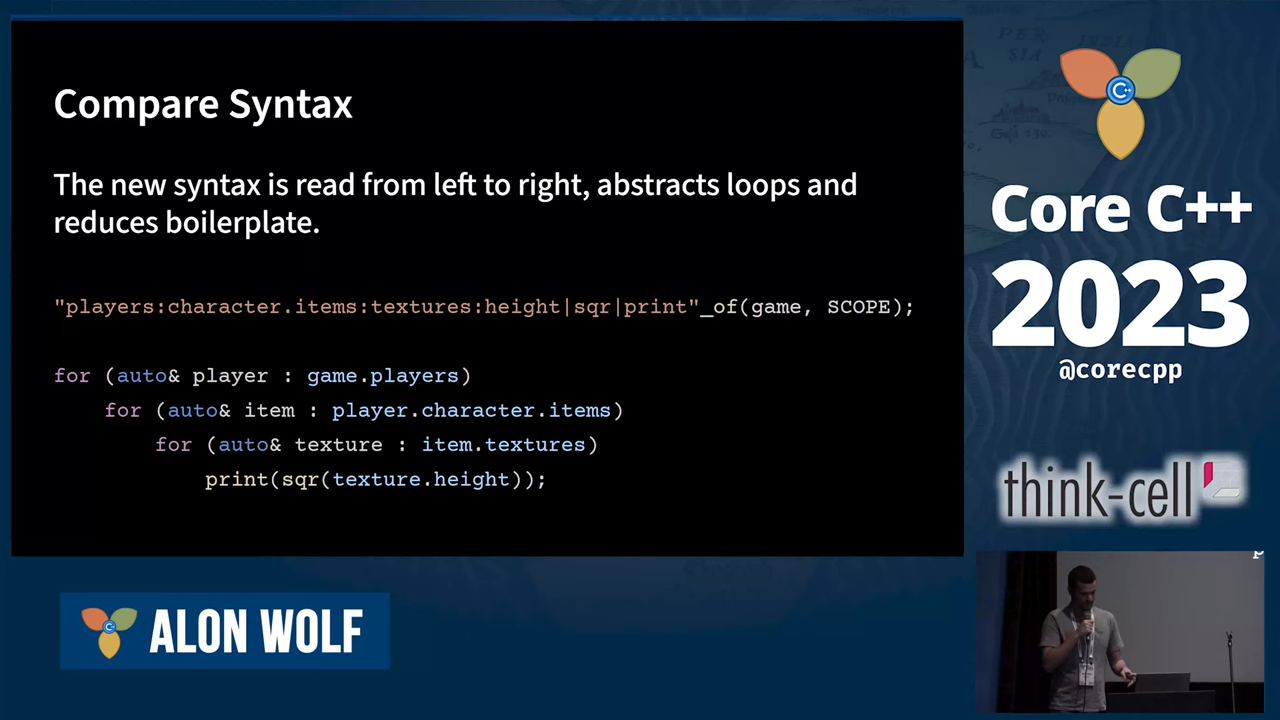 Compare Syntax
The new syntax is read from left to right, abstracts loops and
reduces boilerplate.
"players:character.items:textures:height|sqr|print"_of(game, SCOPE);
for (auto& player : game.players)
for (auto& item : player.character.items)
for (auto& texture : item.textures)
print(sqr(texture.height));
C++
Core C++
2023
@corecpp
think-cell
ALON WOLF